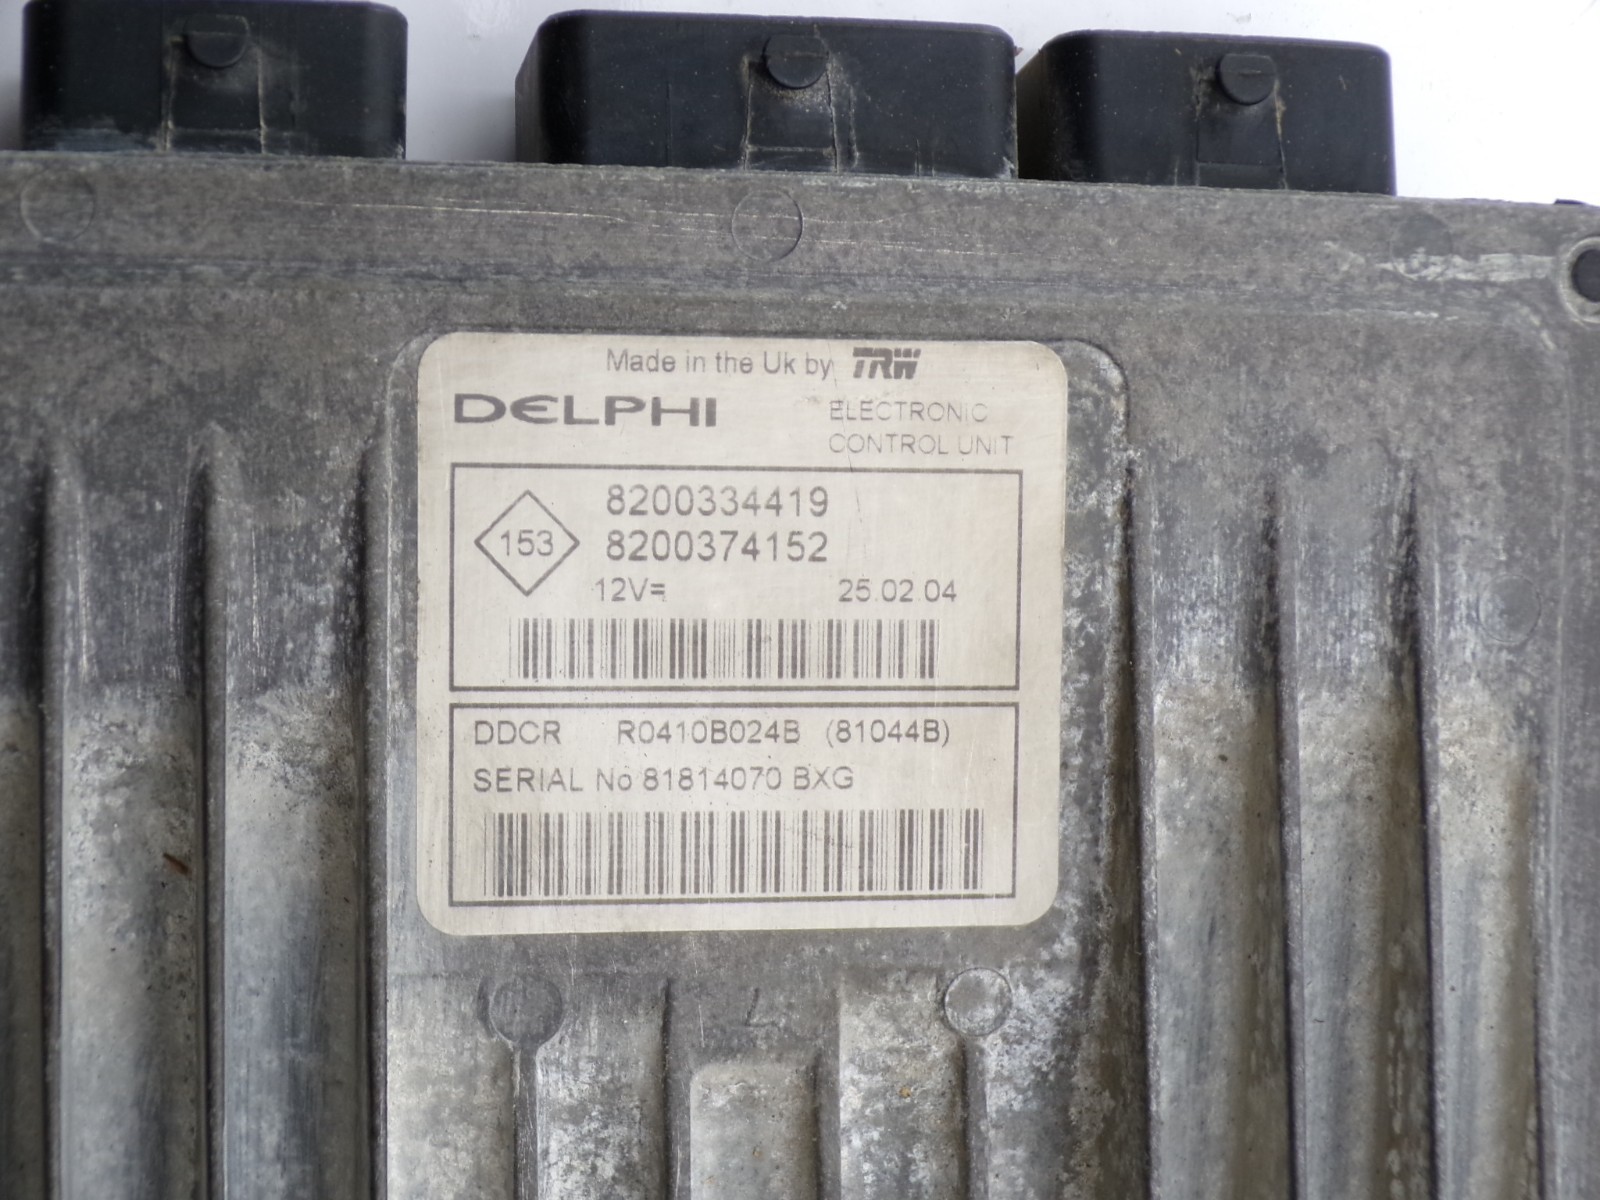 Made in the Uk by TRW
DELPHI
ELECTRONIC
CONTROL UNIT
153
8200334419
8200374152
12V=
25.02.04
DDCR R0410B024B (81044B)
SERIAL No 81814070 BXG